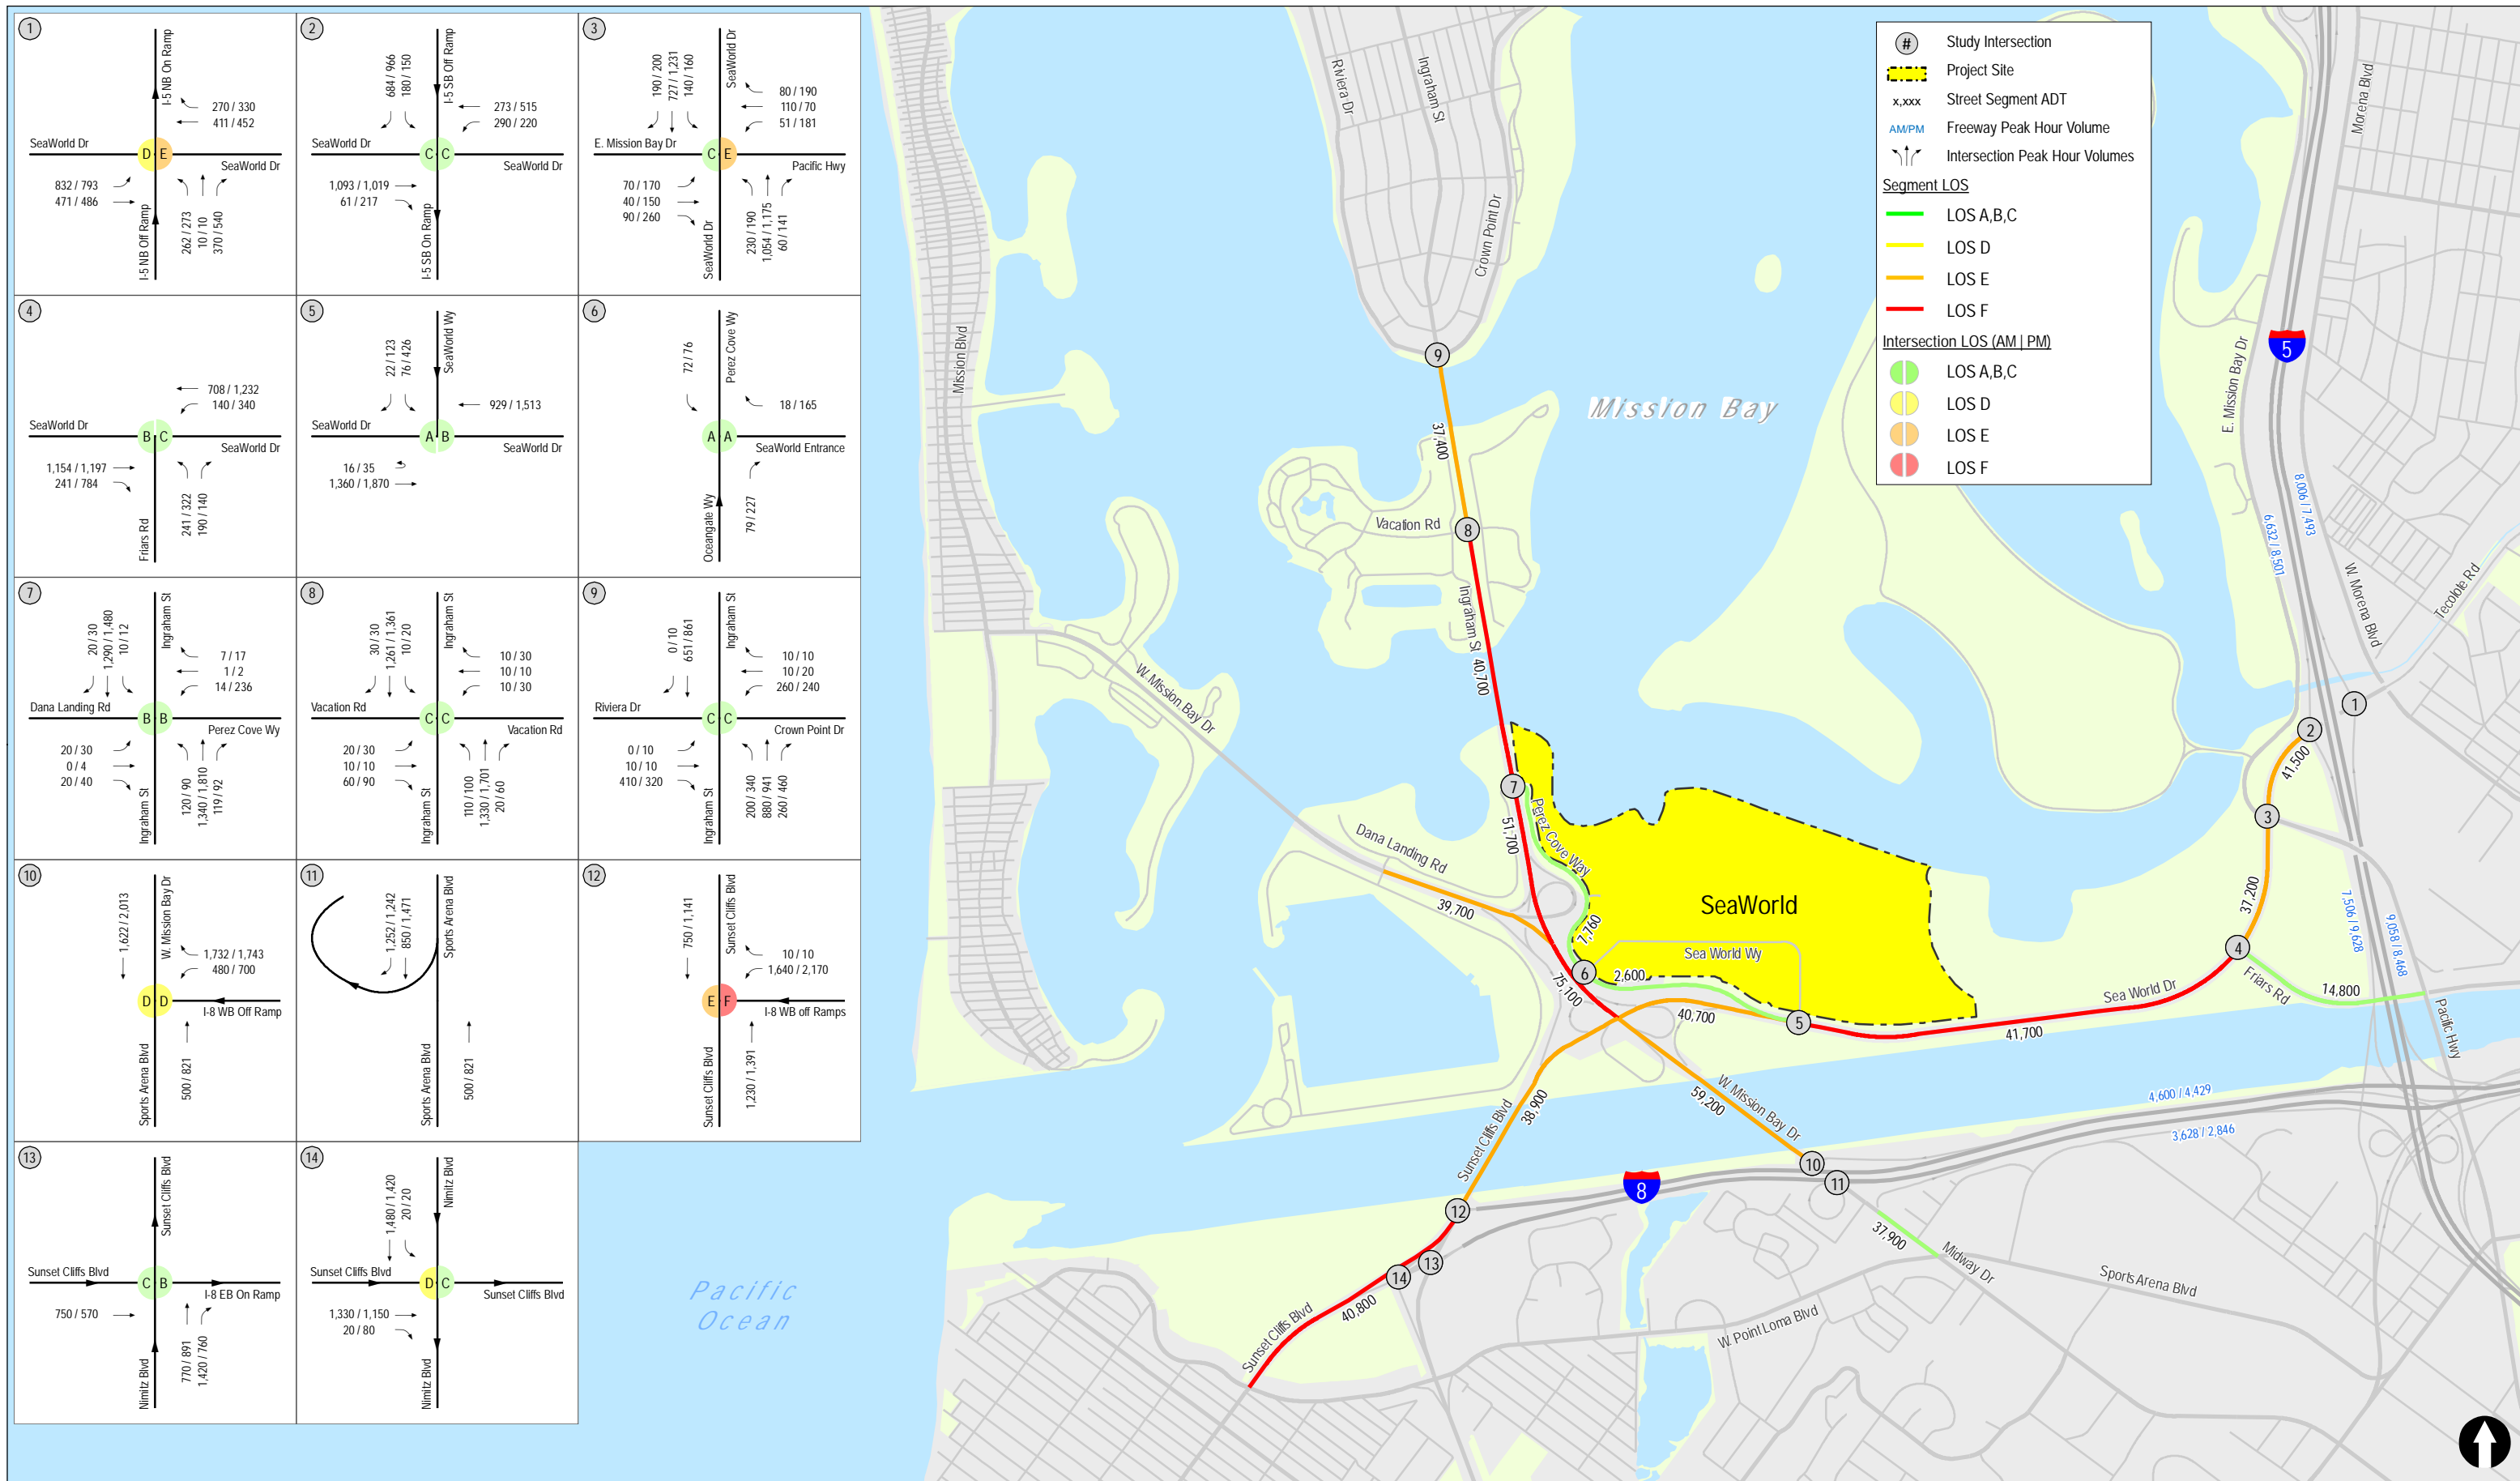 1
I-5 NB On Ramp
270 / 330
411 / 452
SeaWorld Dr
D E
SeaWorld Dr
832 / 793
471 / 486
I-5 NB Off Ramp
262 / 273
10 / 10
370 / 540
2
684 / 966
180 / 150
I-5 SB Off Ramp
273 / 515
290 / 220
SeaWorld Dr
C C
SeaWorld Dr
1,093 / 1,019
61 / 217
I-5 SB On Ramp
3
190 / 200
727 / 1,231
140 / 160
SeaWorld Dr
80 / 190
110 / 70
51 / 181
E. Mission Bay Dr
C E
Pacific Hwy
70 / 170
40 / 150
90 / 260
SeaWorld Dr
230 / 190
1,054 / 1,175
60 / 141
4
708 / 1,232
140 / 340
SeaWorld Dr
B C
SeaWorld Dr
1,154 / 1,197
241 / 784
Friars Rd
241 / 322
190 / 140
5
22 / 123
76 / 426
SeaWorld Wy
929 / 1,513
SeaWorld Dr
A B
SeaWorld Dr
16 / 35
1,360 / 1,870
6
72 / 76
Perez Cove Wy
18 / 165
A A
SeaWorld Entrance
Oceangate Wy
79 / 227
7
20 / 30
1,290 / 1,480
10 / 12
Ingraham St
7 / 17
1 / 2
14 / 236
Dana Landing Rd
B B
Perez Cove Wy
20 / 30
0 / 4
20 / 40
Ingraham St
120 / 90
1,340 / 1,810
119 / 92
8
30 / 30
1,261 / 1,361
10 / 20
Ingraham St
10 / 30
10 / 10
10 / 30
Vacation Rd
C C
Vacation Rd
20 / 30
10 / 10
60 / 90
Ingraham St
110 / 100
1,330 / 1,701
20 / 60
9
0 / 10
651 / 861
Ingraham St
10 / 10
10 / 20
260 / 240
Riviera Dr
C C
Crown Point Dr
0 / 10
10 / 10
410 / 320
Ingraham St
200 / 340
880 / 941
260 / 460
10
1,622 / 2,013
W. Mission Bay Dr
1,732 / 1,743
480 / 700
D D
I-8 WB Off Ramp
Sports Arena Blvd
500 / 821
11
1,252 / 1,242
850 / 1,471
Sports Arena Blvd
Sports Arena Blvd
500 / 821
12
750 / 1,141
Sunset Cliffs Blvd
10 / 10
1,640 / 2,170
E F
I-8 WB off Ramps
Sunset Cliffs Blvd
1,230 / 1,391
13
Sunset Cliffs Blvd
Sunset Cliffs Blvd
C B
I-8 EB On Ramp
750 / 570
Nimitz Blvd
770 / 891
1,420 / 760
14
1,480 / 1,420
20 / 20
Nimitz Blvd
Sunset Cliffs Blvd
D C
Sunset Cliffs Blvd
1,330 / 1,150
20 / 80
Nimitz Blvd
# Study Intersection
Project Site
x,xxx Street Segment ADT
AM/PM Freeway Peak Hour Volume
Intersection Peak Hour Volumes
Segment LOS
LOS A,B,C
LOS D
LOS E
LOS F
Intersection LOS (AM | PM)
LOS A,B,C
LOS D
LOS E
LOS F
Riviera Dr
Ingraham St
Crown Point Dr
Morena Blvd
5
E. Mission Bay Dr
Mission Blvd
9
Mission Bay
37,400
8,006 / 7,493
6,632 / 8,501
Vacation Rd
8
W. Morena Blvd
Tecolote Rd
Ingraham St
40,700
W. Mission Bay Dr
1
2
41,500
7
3
Perez Cove Way
51,700
Dana Landing Rd
39,700
SeaWorld
37,200
7,506 / 9,628
9,058 / 8,468
7,760
4
Sea World Wy
6
2,600
75,100
Sea World Dr
Friars Rd
14,800
40,700
5
41,700
Pacific Hwy
W. Mission Bay Dr
59,200
38,900
Sunset Cliffs Blvd
4,600 / 4,429
3,628 / 2,846
10
8
11
12
37,900
13
Midway Dr
14
Sports Arena Blvd
Pacific
Ocean
40,800
Sunset Cliffs Blvd
W. Point Loma Blvd